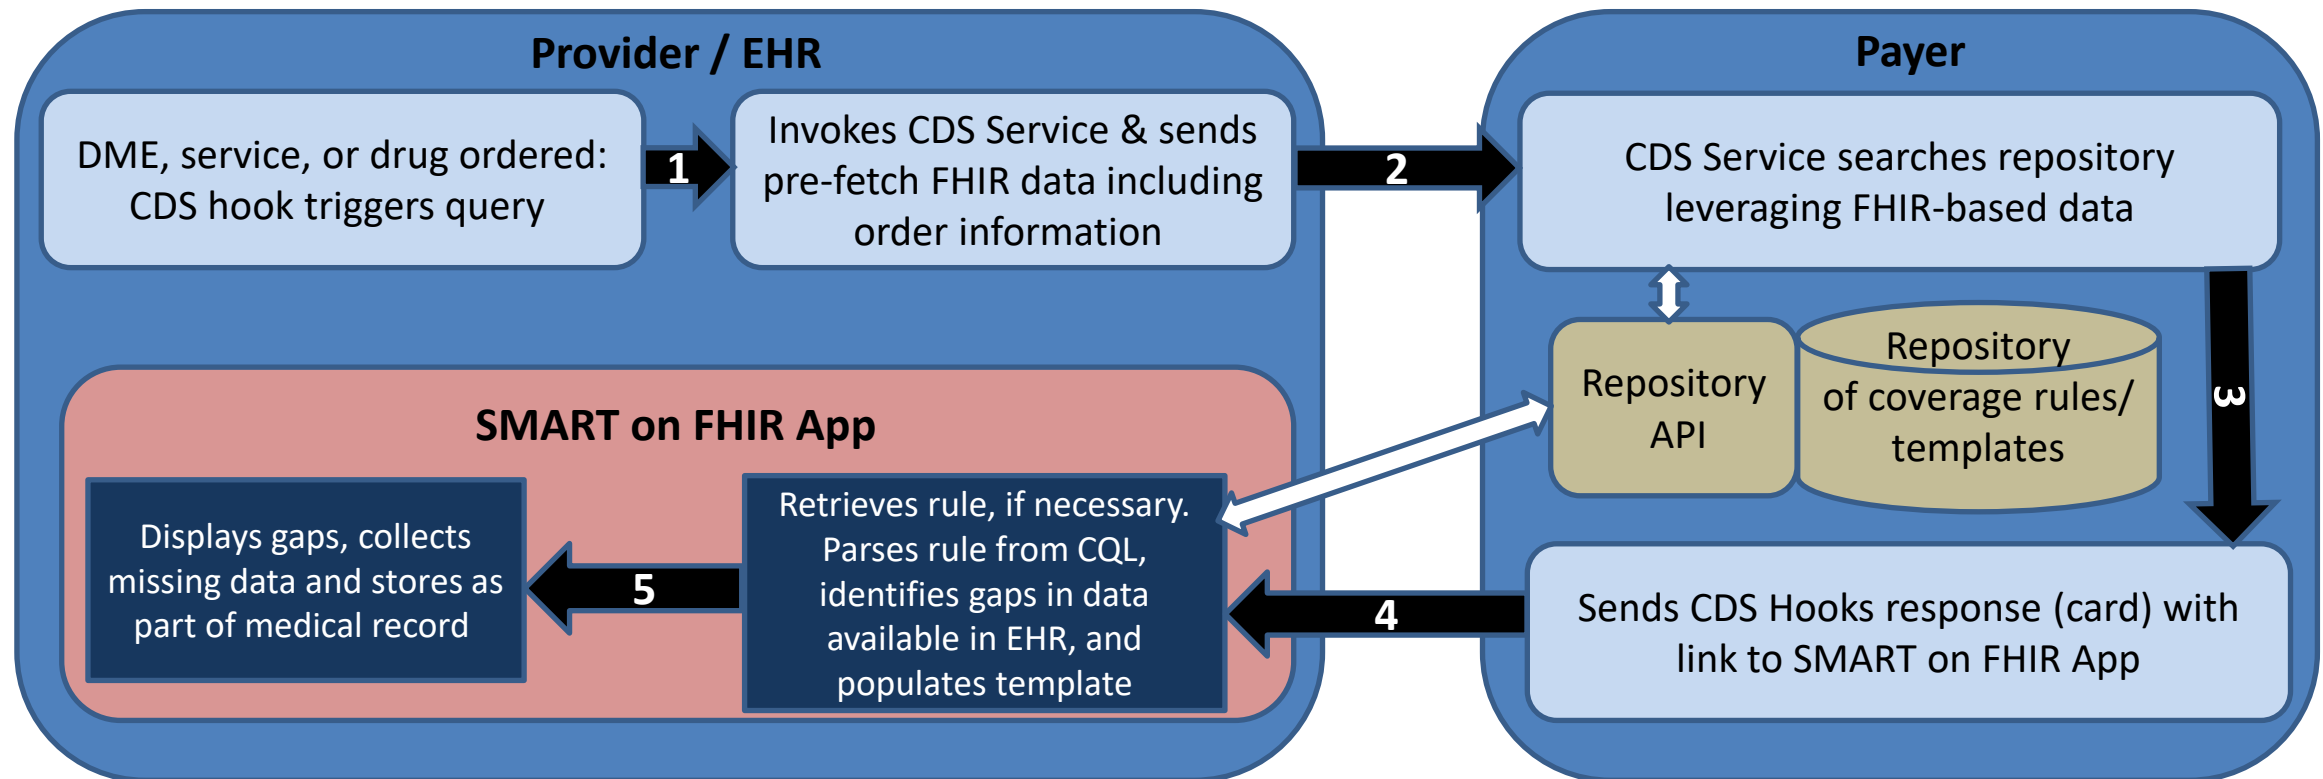 Provider / EHR
DME, service, or drug ordered:
CDS hook triggers query
1
Invokes CDS Service & sends
pre-fetch FHIR data including
order information
2
Payer
CDS Service searches repository
leveraging FHIR-based data
Repository
API
Repository
of coverage rules/
templates
3
Sends CDS Hooks response (card) with
link to SMART on FHIR App
4
SMART on FHIR App
Retrieves rule, if necessary.
Parses rule from CQL,
identifies gaps in data
available in EHR, and
populates template
5
Displays gaps, collects
missing data and stores as
part of medical record